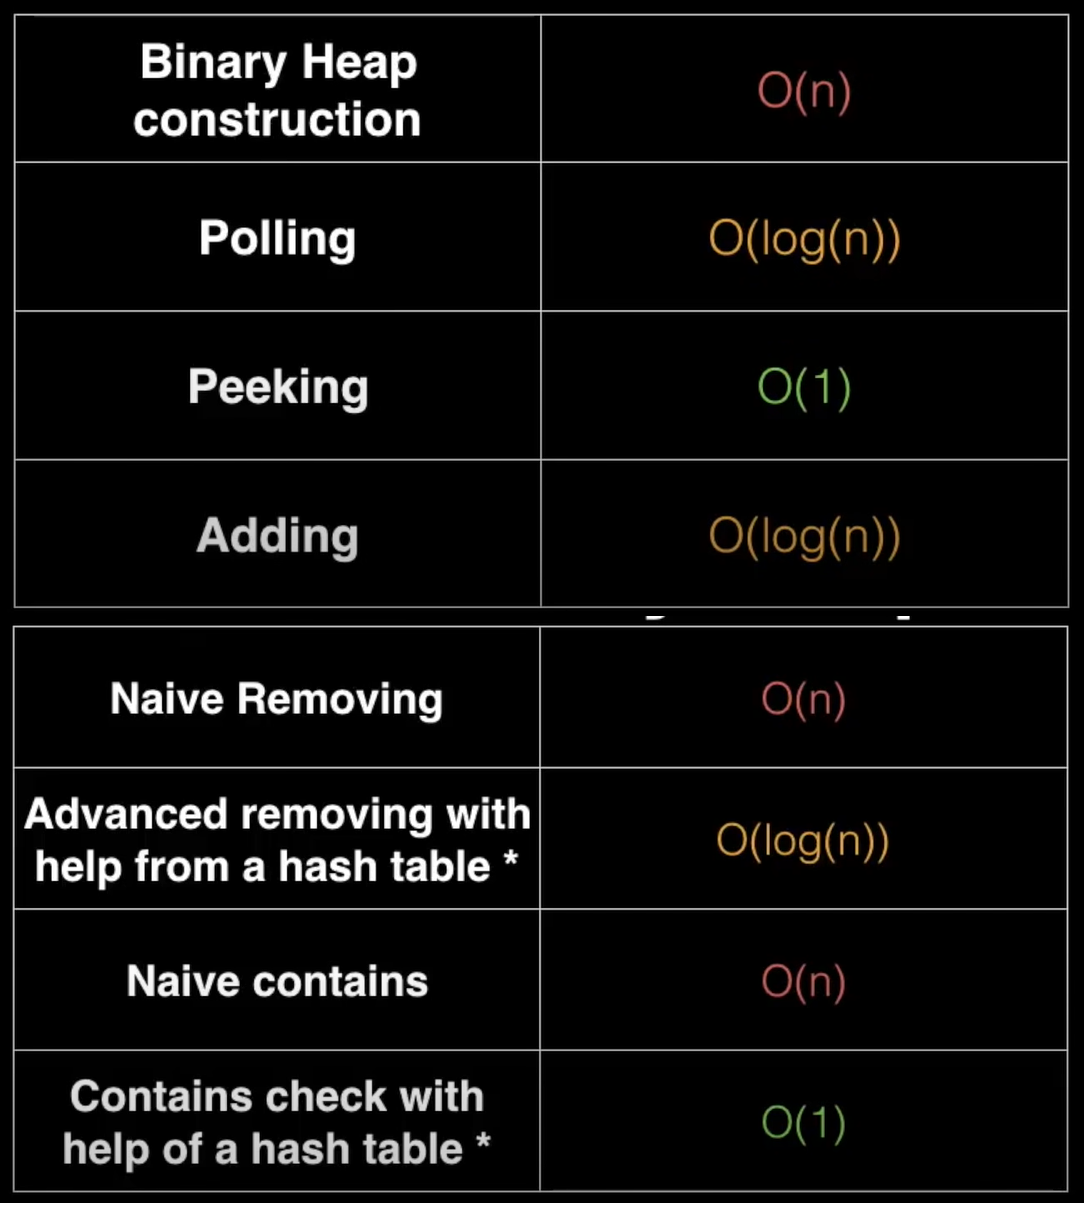 Binary Heap
construction
O(n)
Polling
O(log(n))
Peeking
O(1)
Adding
O(log(n))
Naive Removing
O(n)
Advanced removing with
help from a hash table *
O(log(n))
Naive contains
O(n)
Contains check with
help of a hash table *
O(1)